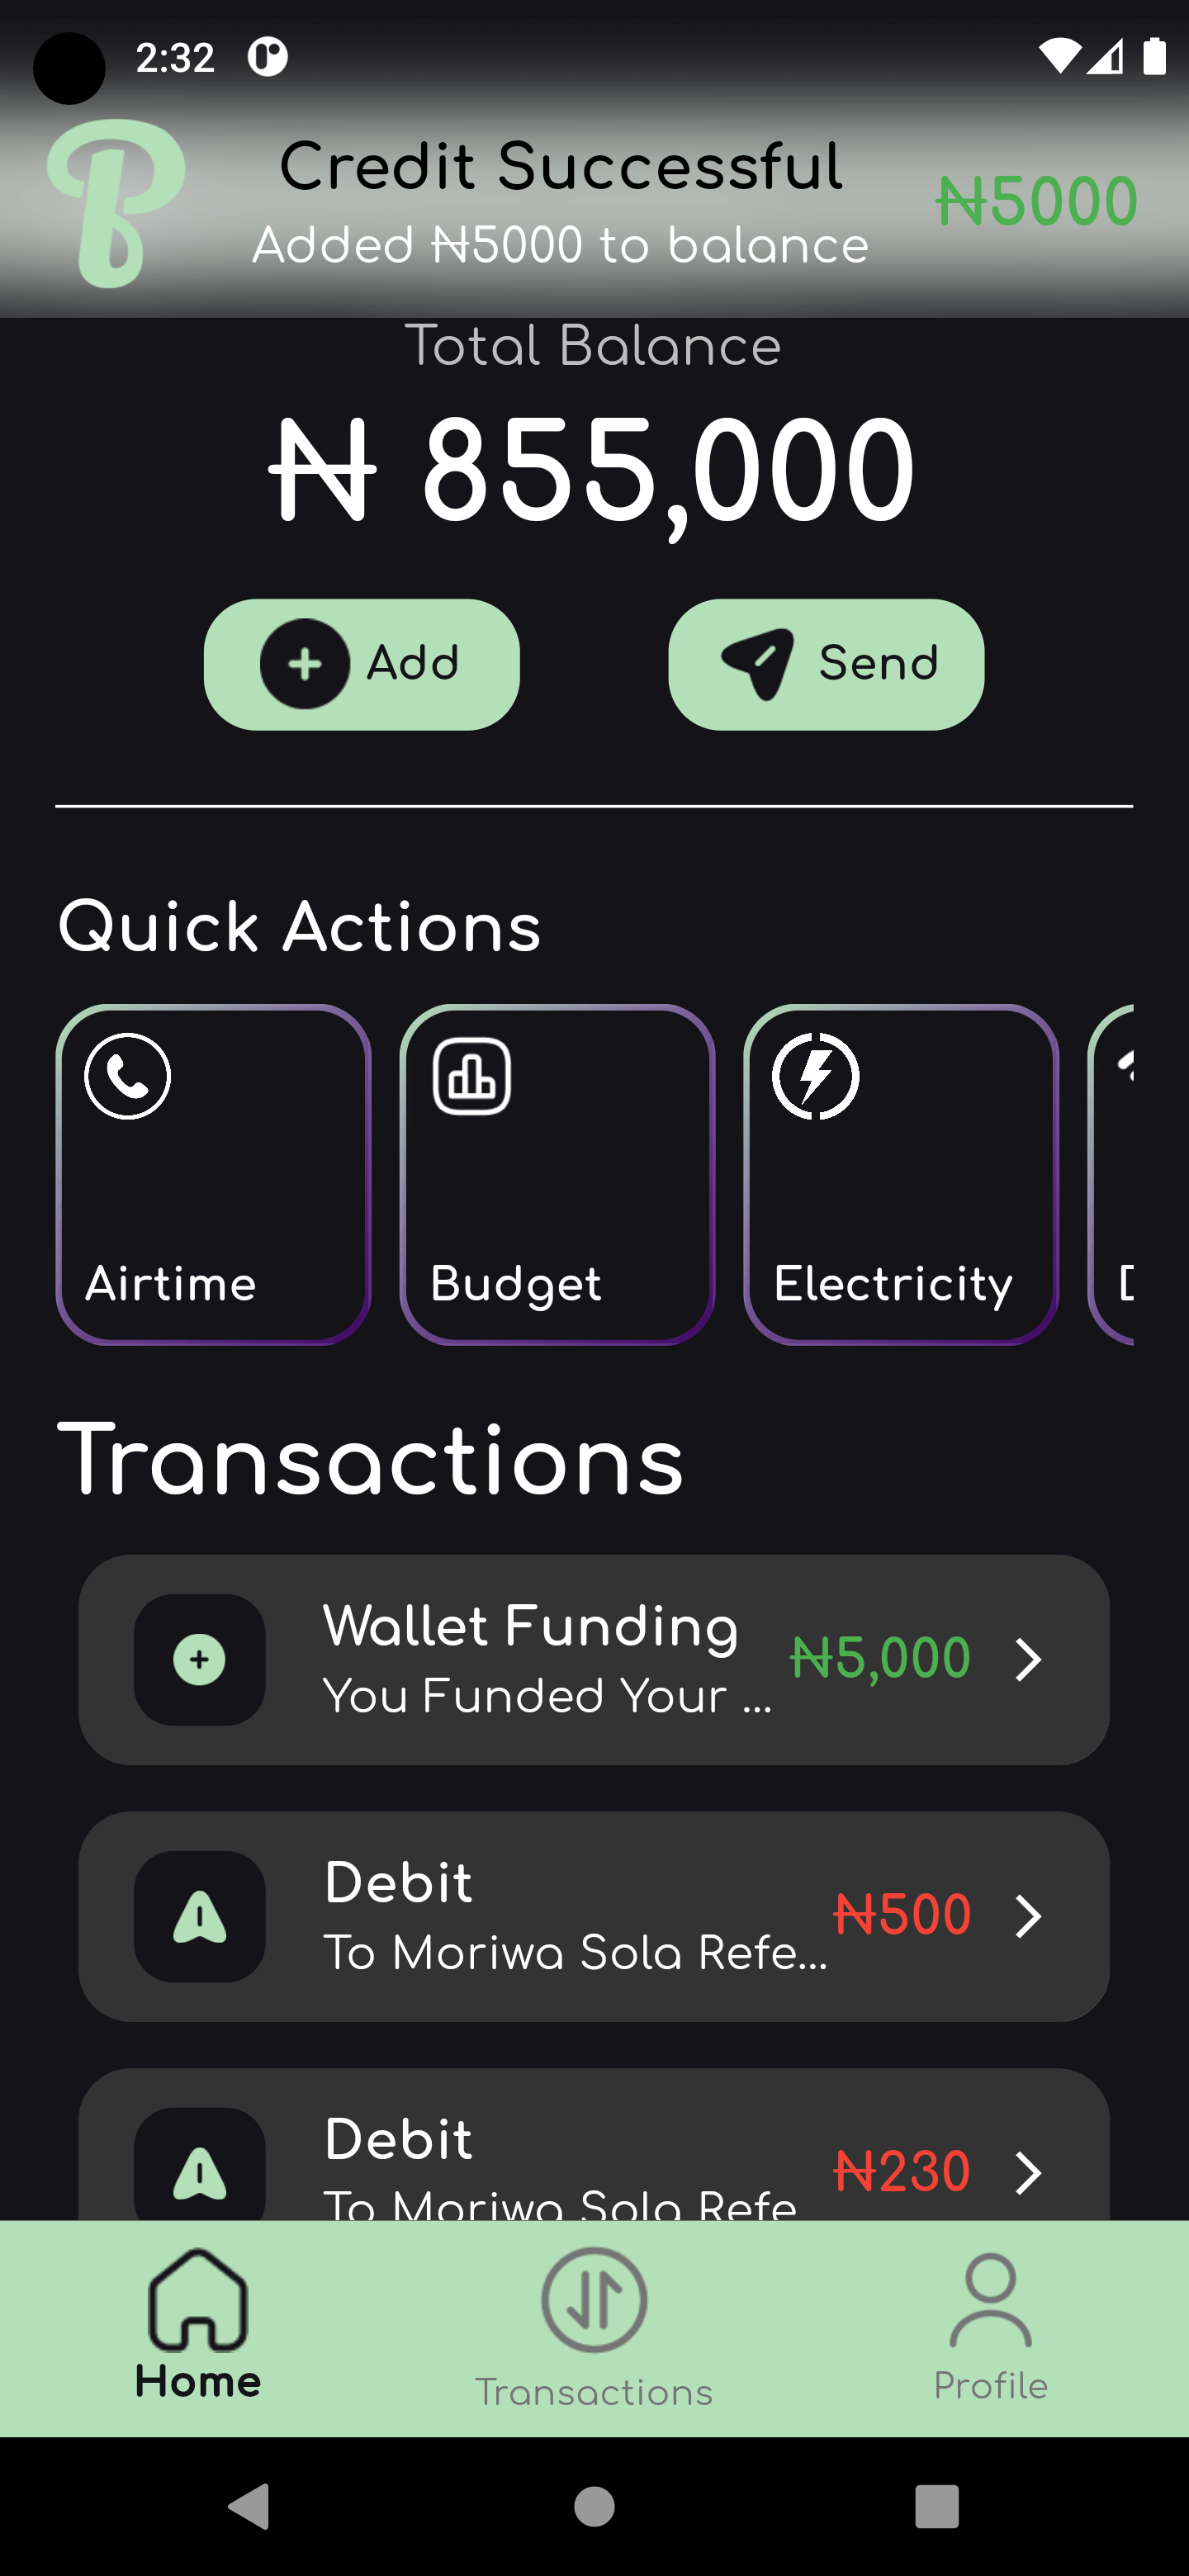 2:32
Credit Successful
Added ₦5000 to balance
₦5000
Total Balance
₦ 855,000
Add
Send
Quick Actions
Airtime
Budget
Electricity
Transactions
Wallet Funding
You Funded Your ...
₦5,000
Debit
To Moriwa Sola Refe...
₦500
Debit
To Moriwa Sola Refe
₦230
Home
Transactions
Profile